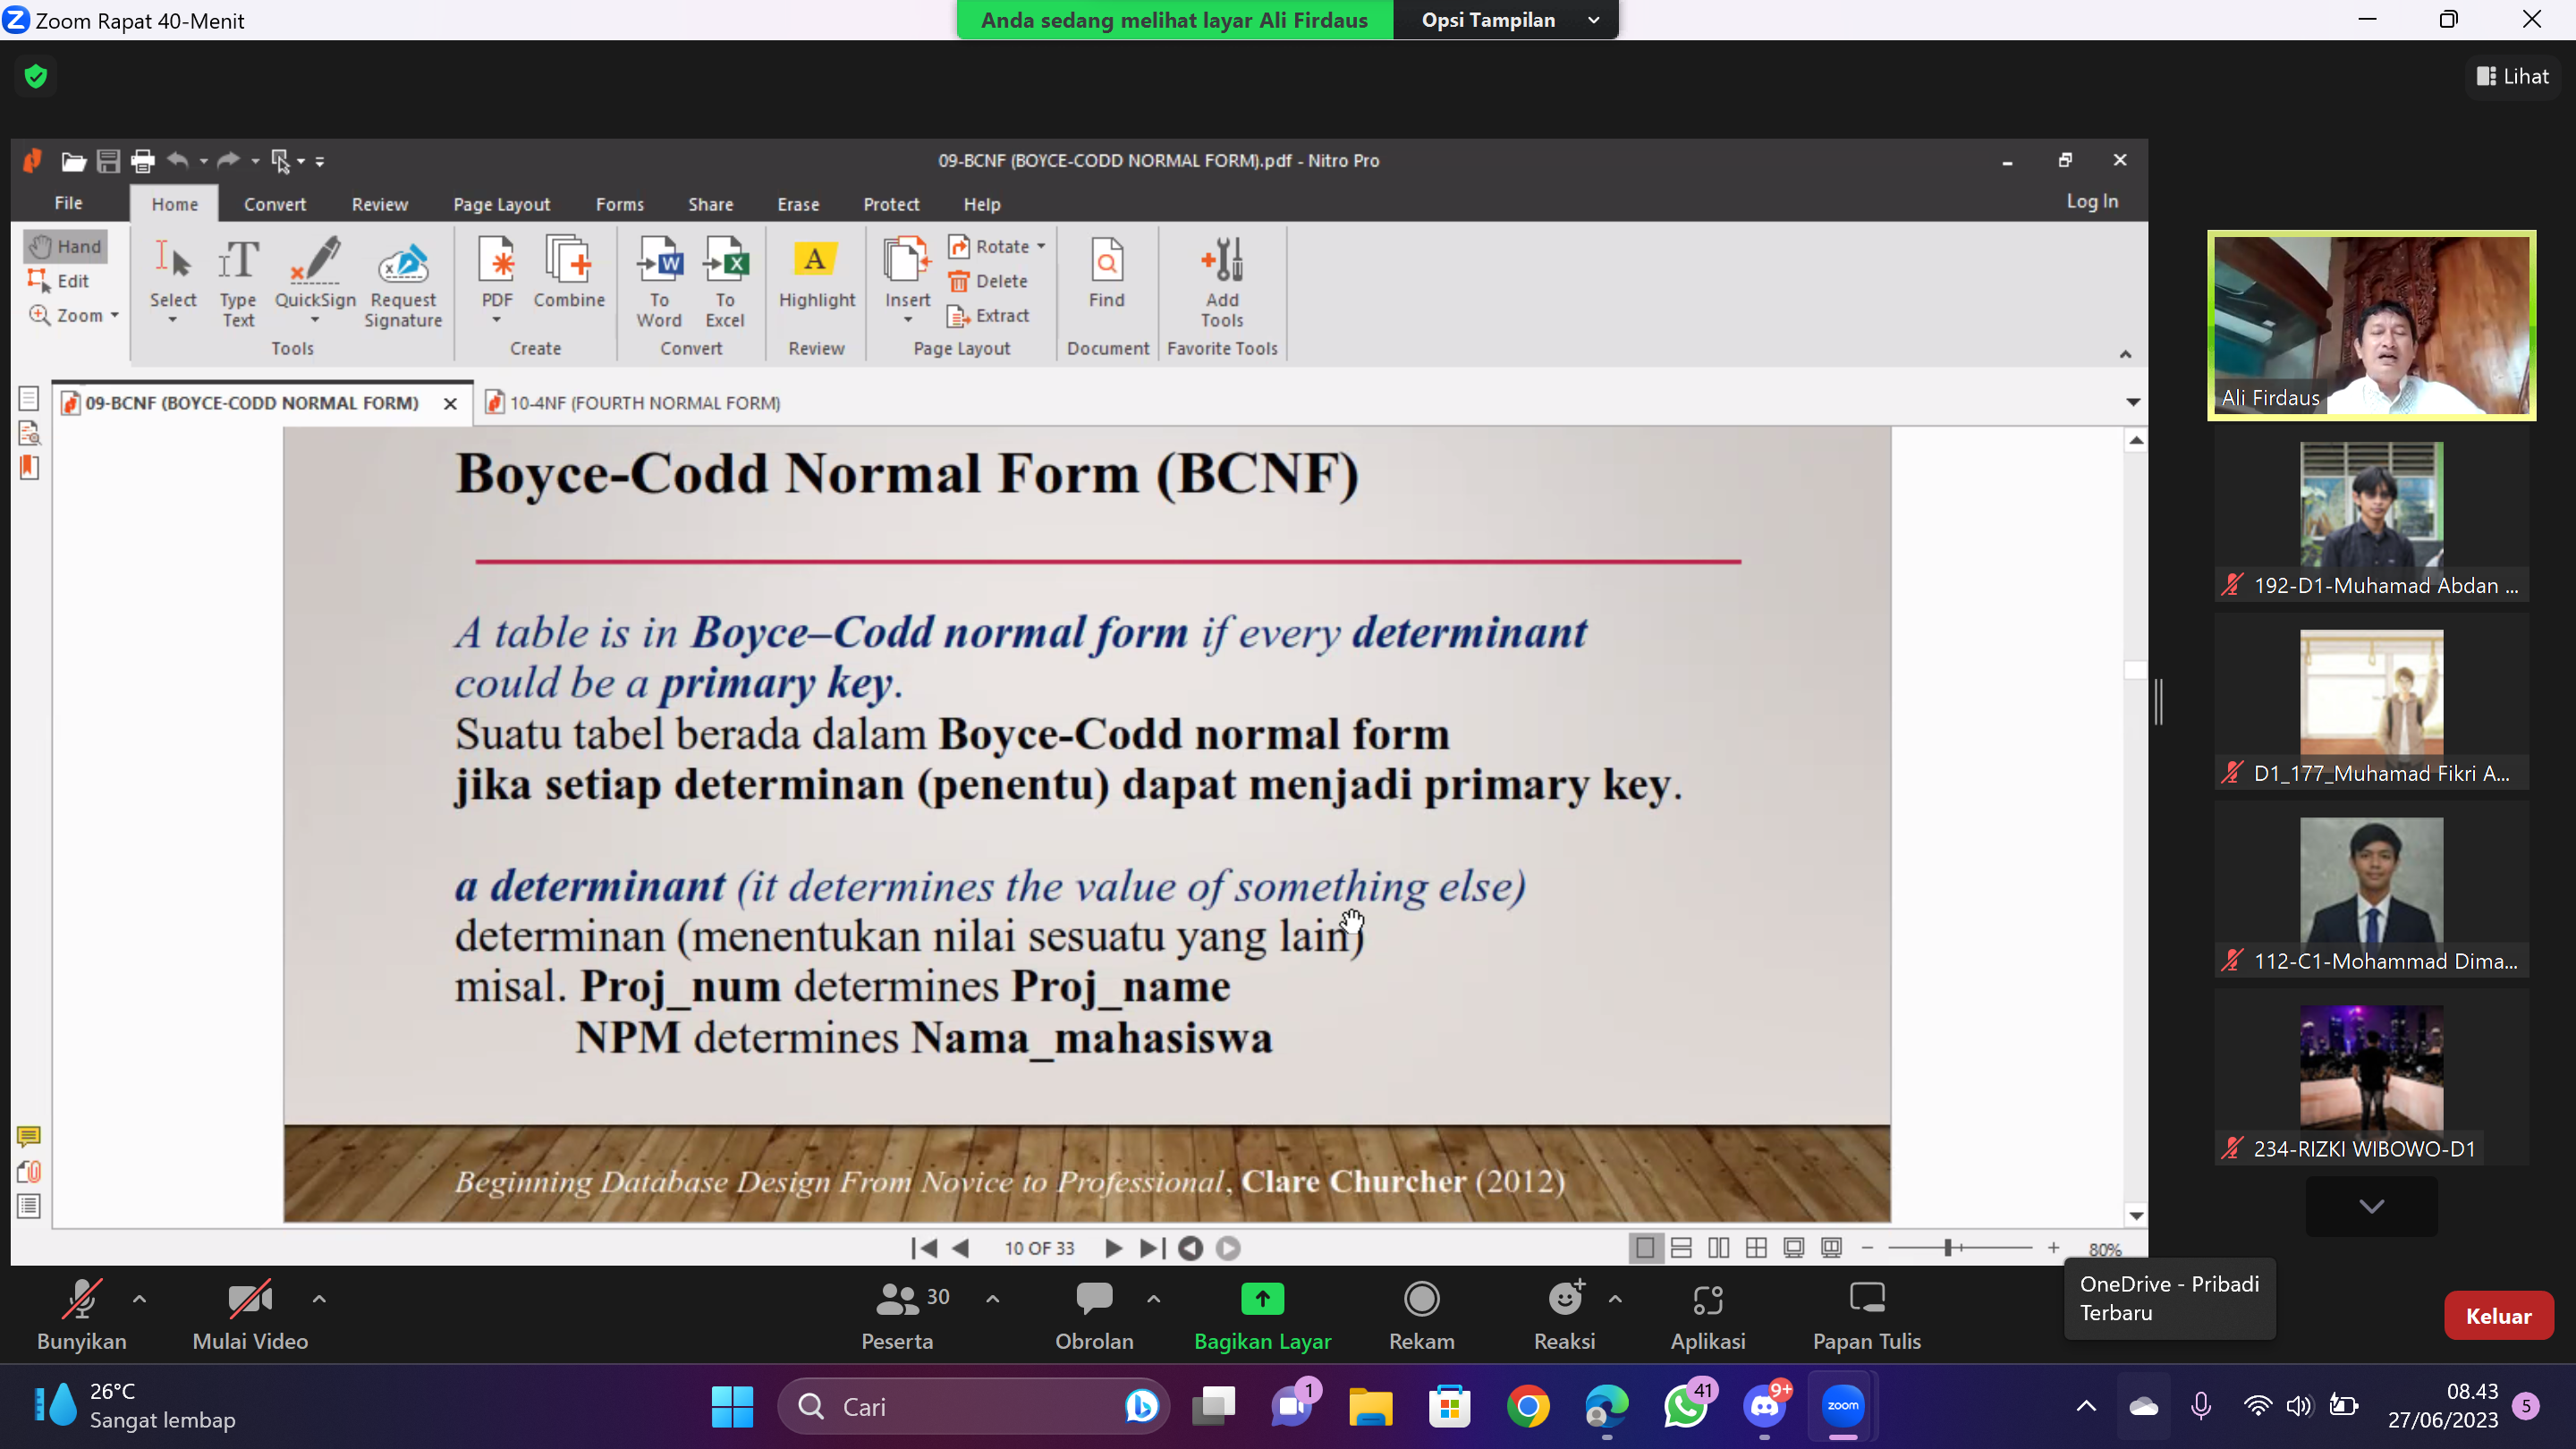 Zoom Rapat 40-Menit
Anda sedang melihat layar Ali Firdaus
Opsi Tampilan
Lihat
09-BCNF (BOYCE-CODD NORMAL FORM).pdf - Nitro Pro
File Home Convert Review Page Layout Forms Share Erase Protect Help
Log In
Hand
Edit
Zoom
Select
Type Text
QuickSign
Request Signature
Tools
PDF
Combine
Create
To Word
To Excel
Convert
Highlight
Review
Insert
Rotate
Delete
Extract
Page Layout
Find
Document
Add Tools
Favorite Tools
09-BCNF (BOYCE-CODD NORMAL FORM)
10-4NF (FOURTH NORMAL FORM)
Boyce-Codd Normal Form (BCNF)
A table is in Boyce–Codd normal form if every determinant
could be a primary key.
Suatu tabel berada dalam Boyce-Codd normal form
jika setiap determinan (penentu) dapat menjadi primary key.
a determinant (it determines the value of something else)
determinan (menentukan nilai sesuatu yang lain)
misal. Proj_num determines Proj_name
NPM determines Nama_mahasiswa
Beginning Database Design From Novice to Professional, Clare Churcher (2012)
10 OF 33
80%
Ali Firdaus
192-D1-Muhamad Abdan ...
D1_177_Muhamad Fikri A...
112-C1-Mohammad Dima...
234-RIZKI WIBOWO-D1
Bunyikan
Mulai Video
30
Peserta
Obrolan
Bagikan Layar
Rekam
Reaksi
Aplikasi
Papan Tulis
OneDrive - Pribadi
Terbaru
Keluar
26°C
Sangat lembap
Cari
1
41
9+
zoom
08.43
27/06/2023
5